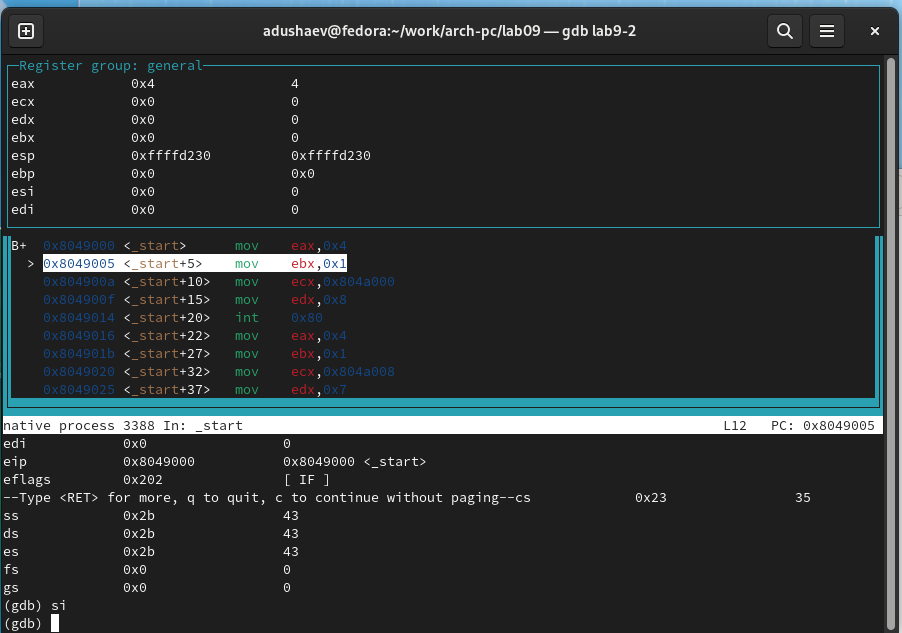 adushaev@fedora:~/work/arch-pc/lab09 — gdb lab9-2
Register group: general
eax 0x4 4
ecx 0x0 0
edx 0x0 0
ebx 0x0 0
esp 0xffffd230 0xffffd230
ebp 0x0 0x0
esi 0x0 0
edi 0x0 0
B+ 0x8049000 <_start> mov eax,0x4
> 0x8049005 <_start+5> mov ebx,0x1
0x804900a <_start+10> mov ecx,0x804a000
0x804900f <_start+15> mov edx,0x8
0x8049014 <_start+20> int 0x80
0x8049016 <_start+22> mov eax,0x4
0x804901b <_start+27> mov ebx,0x1
0x8049020 <_start+32> mov ecx,0x804a008
0x8049025 <_start+37> mov edx,0x7
native process 3388 In: _start L12 PC: 0x8049005
edi 0x0 0
eip 0x8049000 0x8049000 <_start>
eflags 0x202 [ IF ]
--Type <RET> for more, q to quit, c to continue without paging--cs 0x23 35
ss 0x2b 43
ds 0x2b 43
es 0x2b 43
fs 0x0 0
gs 0x0 0
(gdb) si
(gdb)